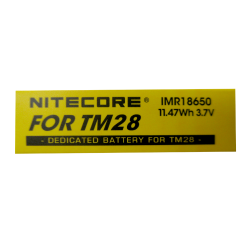 NITECORE® IMR18650
11.47Wh 3.7V
FOR TM28
- DEDICATED BATTERY FOR TM28 -